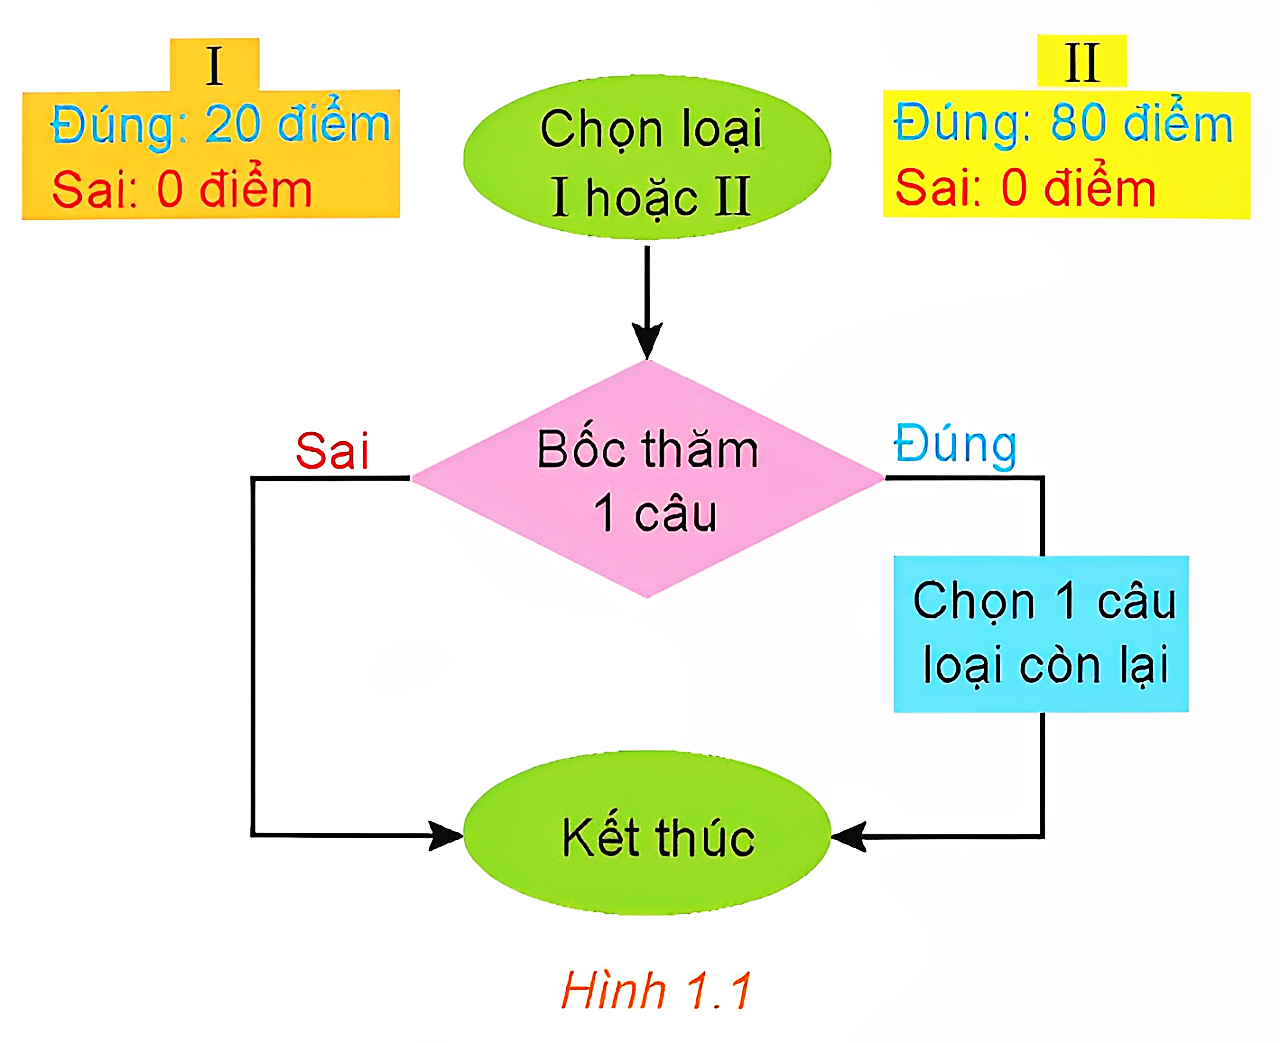 I
Đúng: 20 điểm
Sai: 0 điểm
Chọn loại
I hoặc II
II
Đúng: 80 điểm
Sai: 0 điểm
Sai
Bốc thăm
1 câu
Đúng
Chọn 1 câu
loại còn lại
Kết thúc
Hình 1.1